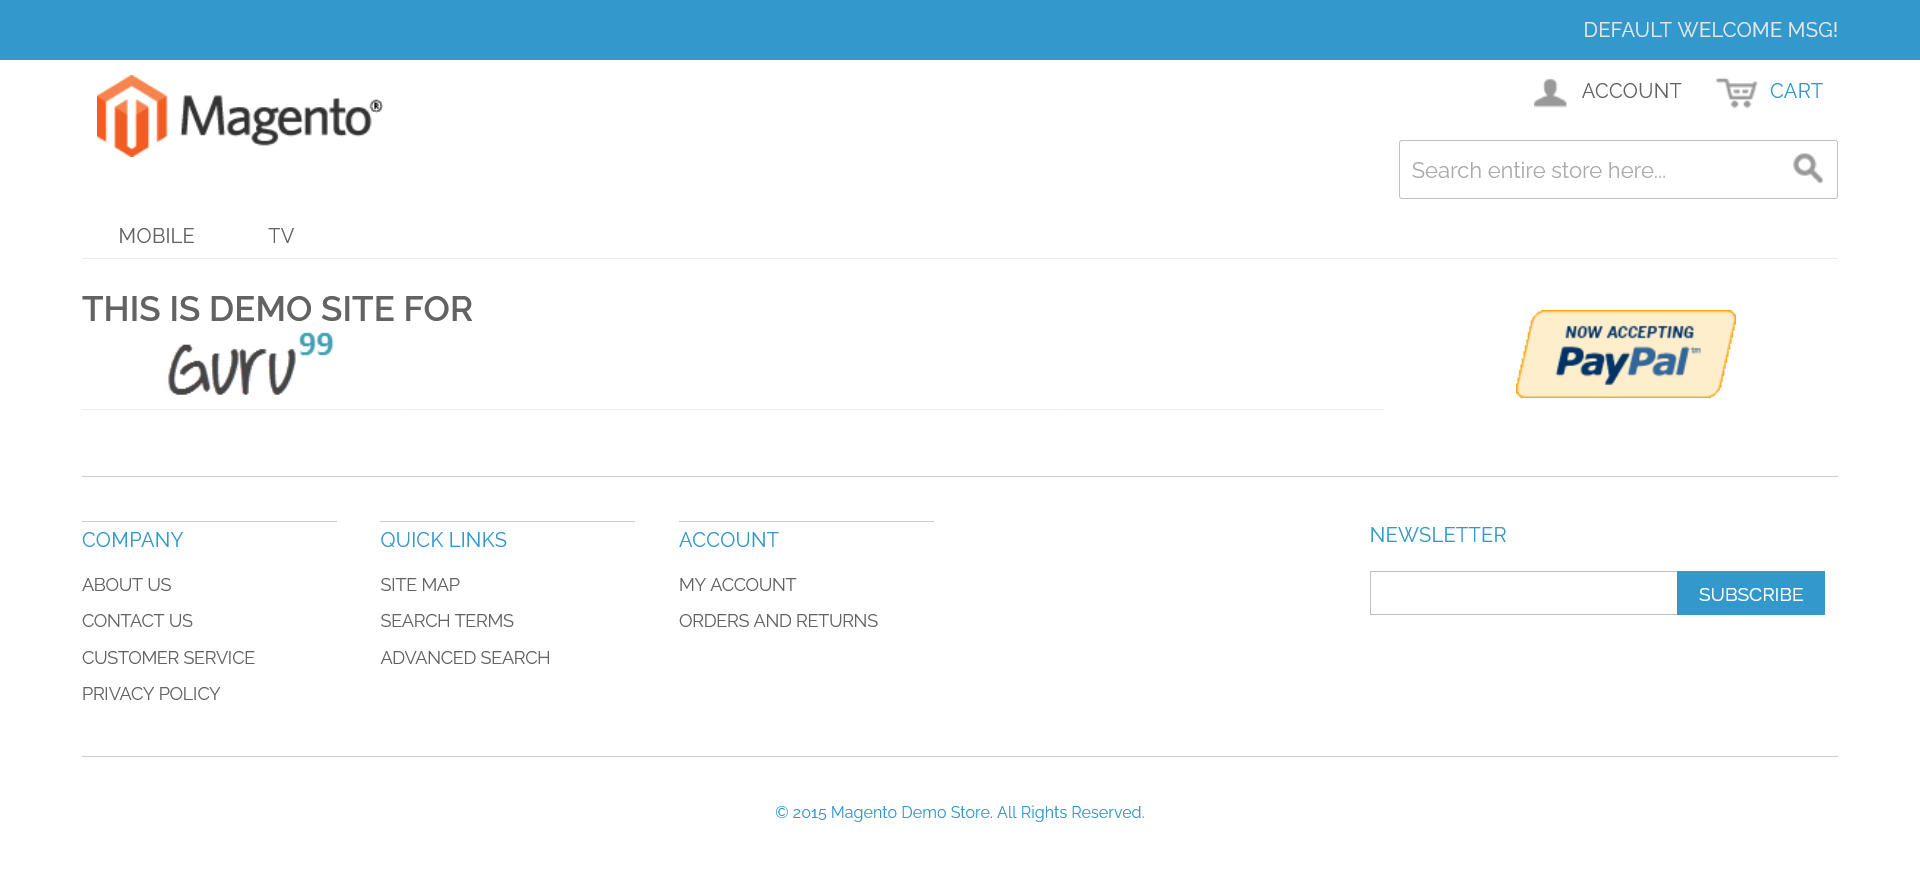 DEFAULT WELCOME MSG!
Magento®
ACCOUNT CART
Search entire store here...
MOBILE TV
THIS IS DEMO SITE FOR
Guru99
NOW ACCEPTING
PayPal™
COMPANY
ABOUT US
CONTACT US
CUSTOMER SERVICE
PRIVACY POLICY
QUICK LINKS
SITE MAP
SEARCH TERMS
ADVANCED SEARCH
ACCOUNT
MY ACCOUNT
ORDERS AND RETURNS
NEWSLETTER
SUBSCRIBE
© 2015 Magento Demo Store. All Rights Reserved.